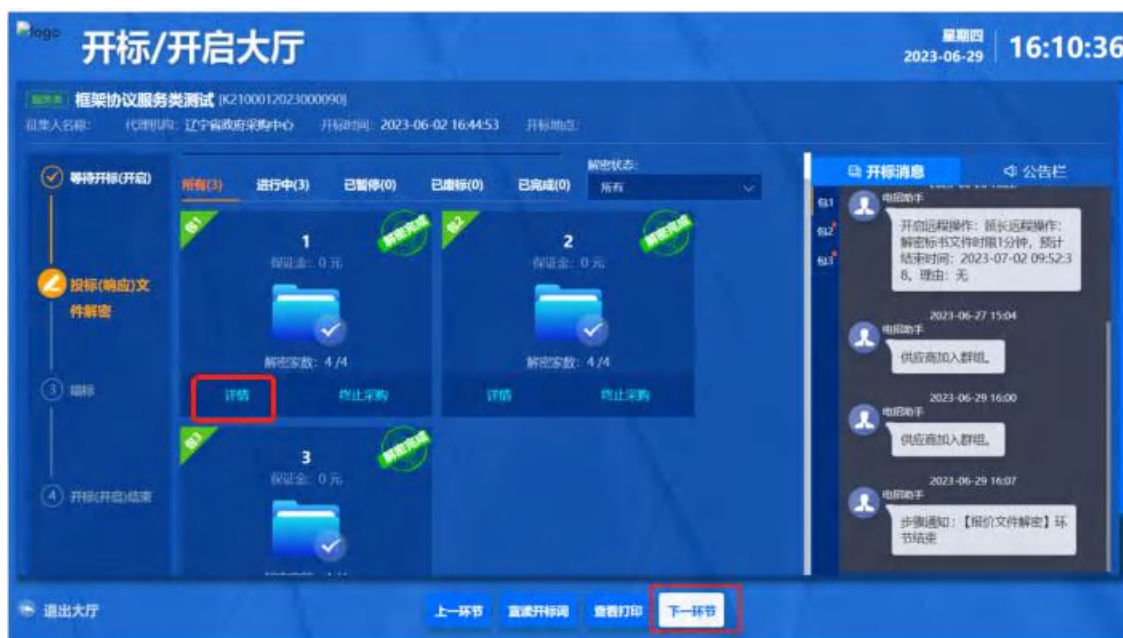 logo
开标/开启大厅
星期四
2023-06-29
16:10:36
服务类 框架协议服务类测试 [K2100012023000090]
征集人名称: 代理机构: 辽宁省政府采购中心 开标时间: 2023-06-02 16:44:53 开标地点:
等待开标(开启)
投标(响应)文
件解密
3 唱标
4 开标(开启)结束
解密状态:
所有(3) 进行中(3) 已暂停(0) 已废标(0) 已完成(0) 所有
包1
解密完成
1
保证金: 0 元
解密家数: 4 /4
详情 终止采购
包2
解密完成
2
保证金: 0 元
解密家数: 4 /4
详情 终止采购
包3
解密完成
3
保证金: 0 元
开标消息 公告栏
包1
包2
包3
电招助手
开启远程操作: 延长远程操作:
解密标书文件时限1分钟, 预计
结束时间: 2023-07-02 09:52:3
8。理由: 无
2023-06-27 15:04
电招助手
供应商加入群组。
2023-06-29 16:00
电招助手
供应商加入群组。
2023-06-29 16:07
电招助手
步骤通知:【报价文件解密】环
节结束
退出大厅
上一环节 宣读开标词 查看打印 下一环节